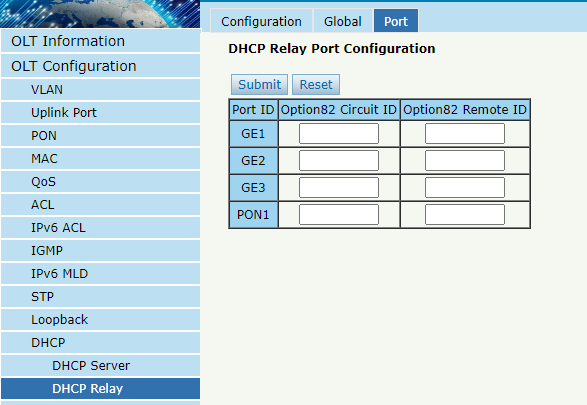 Configuration Global Port
DHCP Relay Port Configuration
Submit Reset
Port ID Option82 Circuit ID Option82 Remote ID
GE1
GE2
GE3
PON1
OLT Information
OLT Configuration
VLAN
Uplink Port
PON
MAC
QoS
ACL
IPv6 ACL
IGMP
IPv6 MLD
STP
Loopback
DHCP
DHCP Server
DHCP Relay